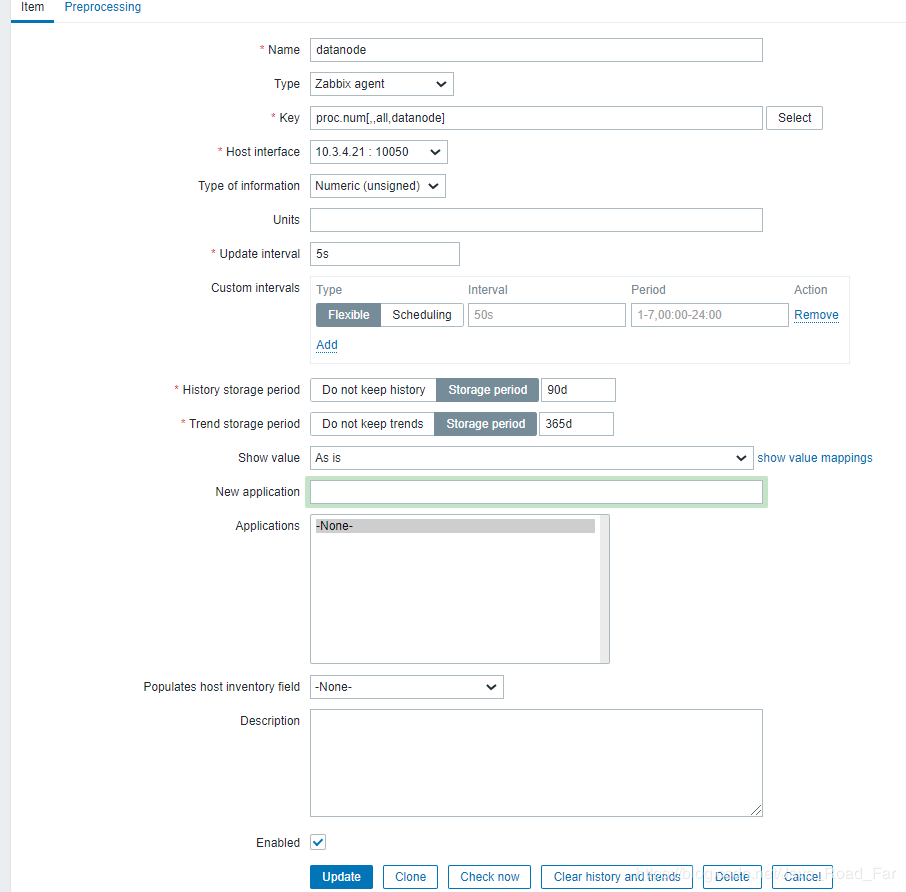 Item Preprocessing
* Name datanode
Type Zabbix agent
* Key proc.num[,,all,datanode] Select
* Host interface 10.3.4.21 : 10050
Type of information Numeric (unsigned)
Units
* Update interval 5s
Custom intervals Type Interval Period Action
Flexible Scheduling 50s 1-7,00:00-24:00 Remove
Add
* History storage period Do not keep history Storage period 90d
* Trend storage period Do not keep trends Storage period 365d
Show value As is show value mappings
New application
Applications -None-
Populates host inventory field -None-
Description
Enabled
Update Clone Check now Clear history and trends Delete Cancel